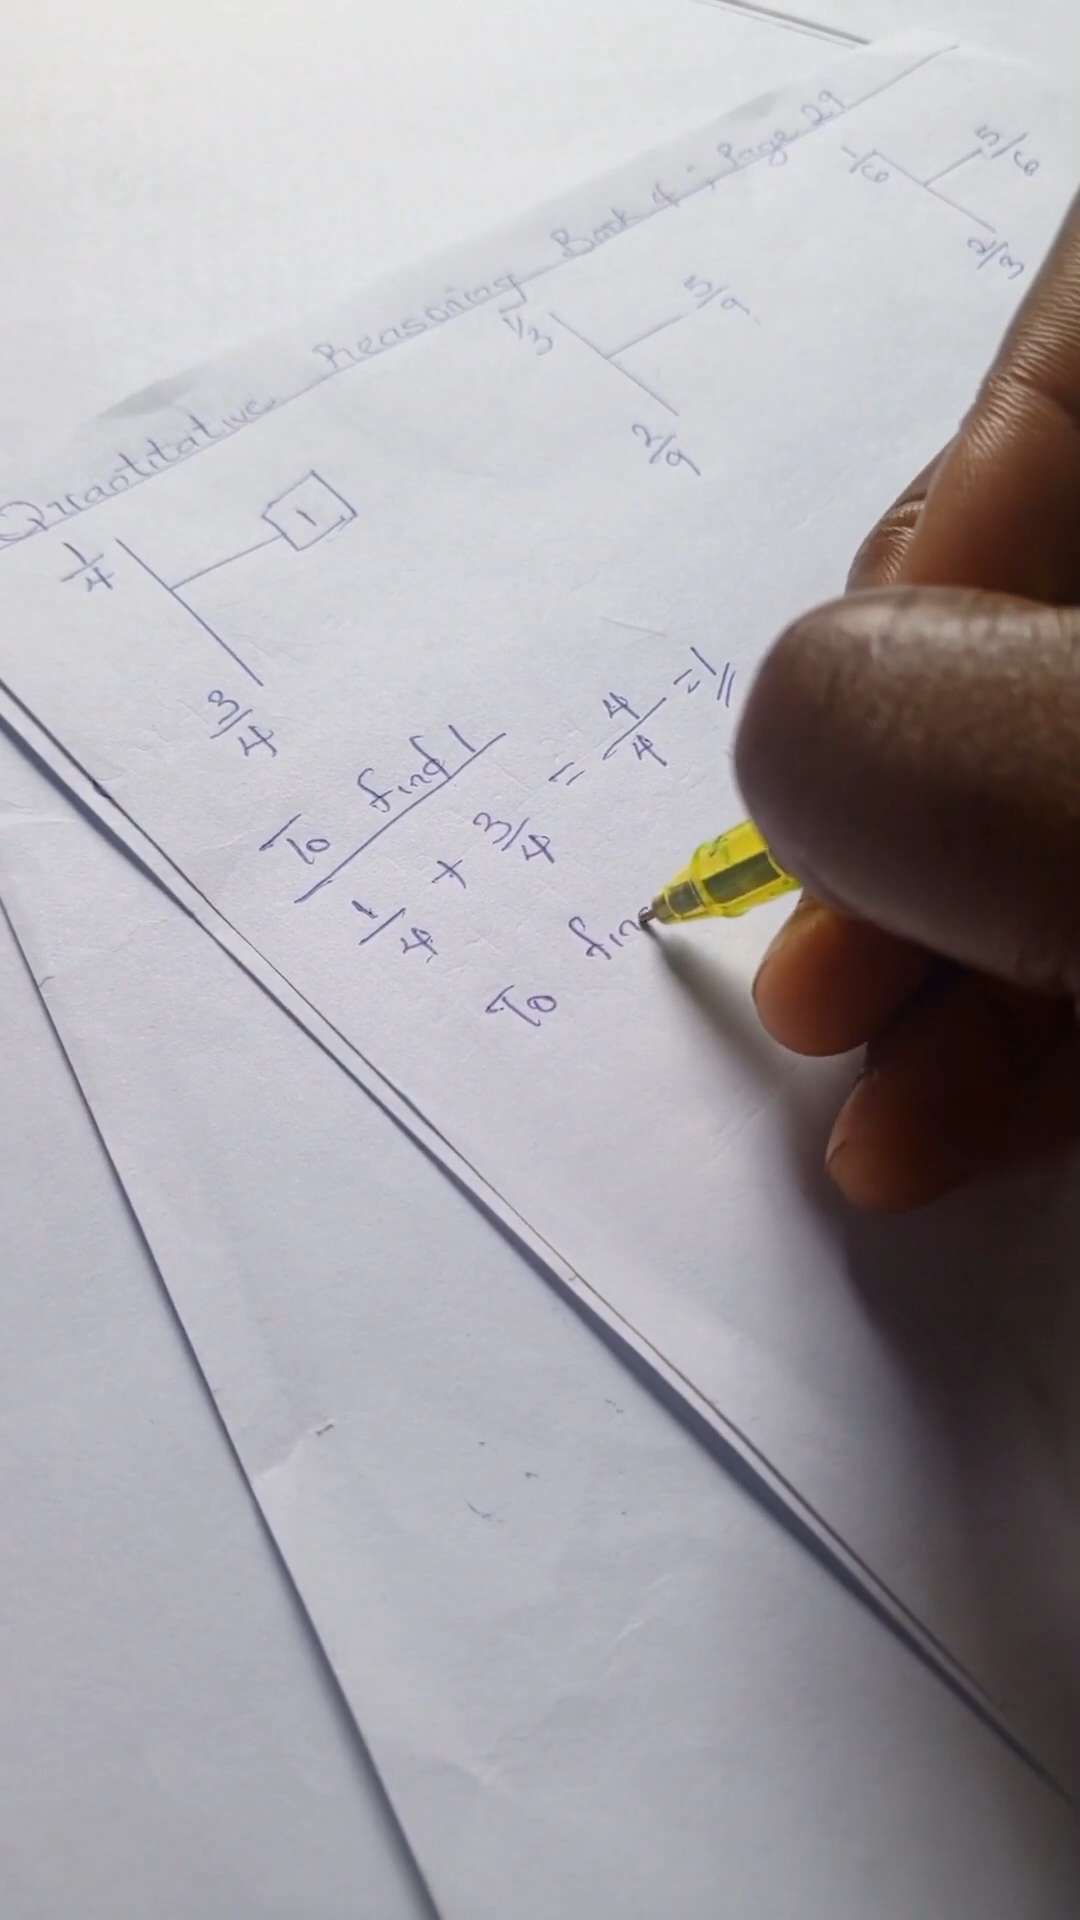 Quantitative Reasoning Book 4; Page 29
1/4
1
3/4
1/3
5/9
2/9
1/6
5/6
2/3
To find 1
1/4 + 3/4 = 4/4 = 1
To fin